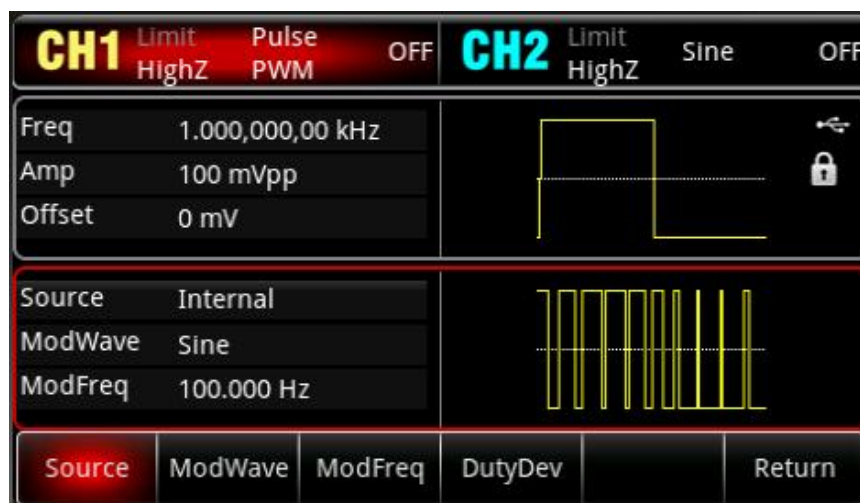 CH1 Limit HighZ Pulse PWM OFF CH2 Limit HighZ Sine OFF
Freq 1.000,000,00 kHz
Amp 100 mVpp
Offset 0 mV
Source Internal
ModWave Sine
ModFreq 100.000 Hz
Source ModWave ModFreq DutyDev Return